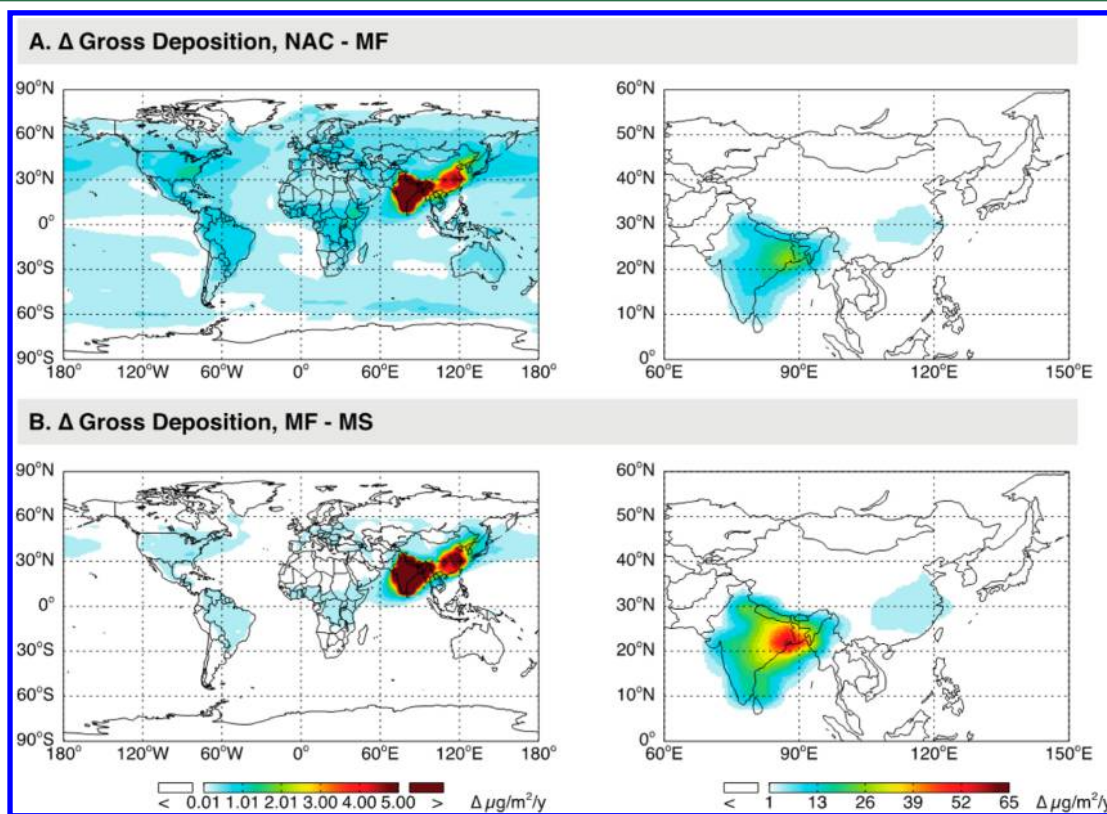 A. Δ Gross Deposition, NAC - MF
90°N
60°N
30°N
0°
30°S
60°S
90°S
180° 120°W 60°W 0° 60°E 120°E 180°
60°N
50°N
40°N
30°N
20°N
10°N
0°
60°E 90°E 120°E 150°E
B. Δ Gross Deposition, MF - MS
90°N
60°N
30°N
0°
30°S
60°S
90°S
180° 120°W 60°W 0° 60°E 120°E 180°
60°N
50°N
40°N
30°N
20°N
10°N
0°
60°E 90°E 120°E 150°E
< 0.01 1.01 2.01 3.00 4.00 5.00 > Δ µg/m²/y
< 1 13 26 39 52 65 Δ µg/m²/y